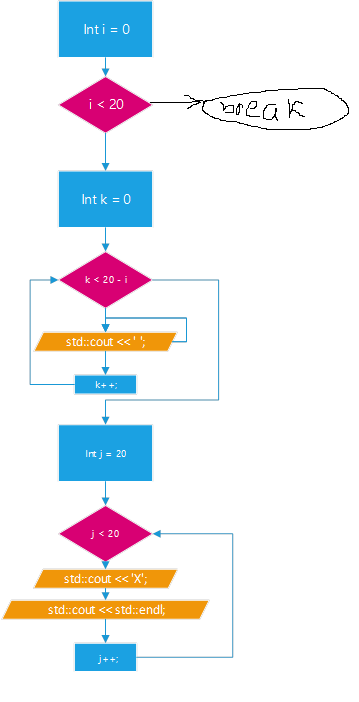 Int i = 0
i < 20
break
Int k = 0
k < 20 - i
std::cout << ' ';
k++;
Int j = 20
j < 20
std::cout << 'X';
std::cout << std::endl;
j++;